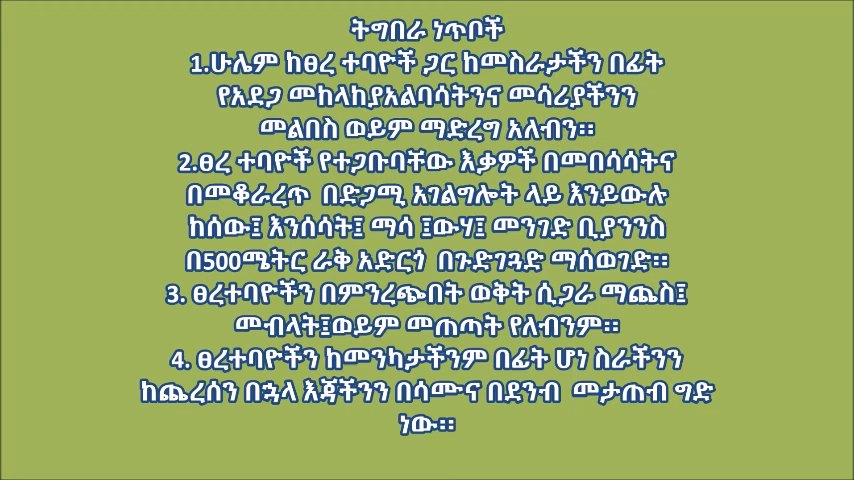 ትግበራ ነጥቦች
1.ሁሌም ከፀረ ተባዮች ጋር ከመስራታችን በፊት
የአደጋ መከላከያአልባሳትንና መሳሪያችንን
መልበስ ወይም ማድረግ አለብን፡፡
2.ፀረ ተባዮች የተጋቡባቸው እቃዎች በመበሳሳትና
በመቆራረጥ በድጋሚ አገልግሎት ላይ እንይውሉ
ከሰው፤ እንሰሳት፤ ማሳ ፤ውሃ፤ መንገድ ቢያንንስ
በ500ሜትር ራቅ አድርጎ በጉድገጓድ ማሰወገድ፡፡
3. ፀረተባዮችን በምንረጭበት ወቅት ሲጋራ ማጨስ፤
መብላት፤ወይም መጠጣት የለብንም፡፡
4. ፀረተባዮችን ከመንካታችንም በፊት ሆነ ስራችንን
ከጨረሰን በኋላ እጃችንን በሳሙና በደንብ መታጠብ ግድ
ነው፡፡